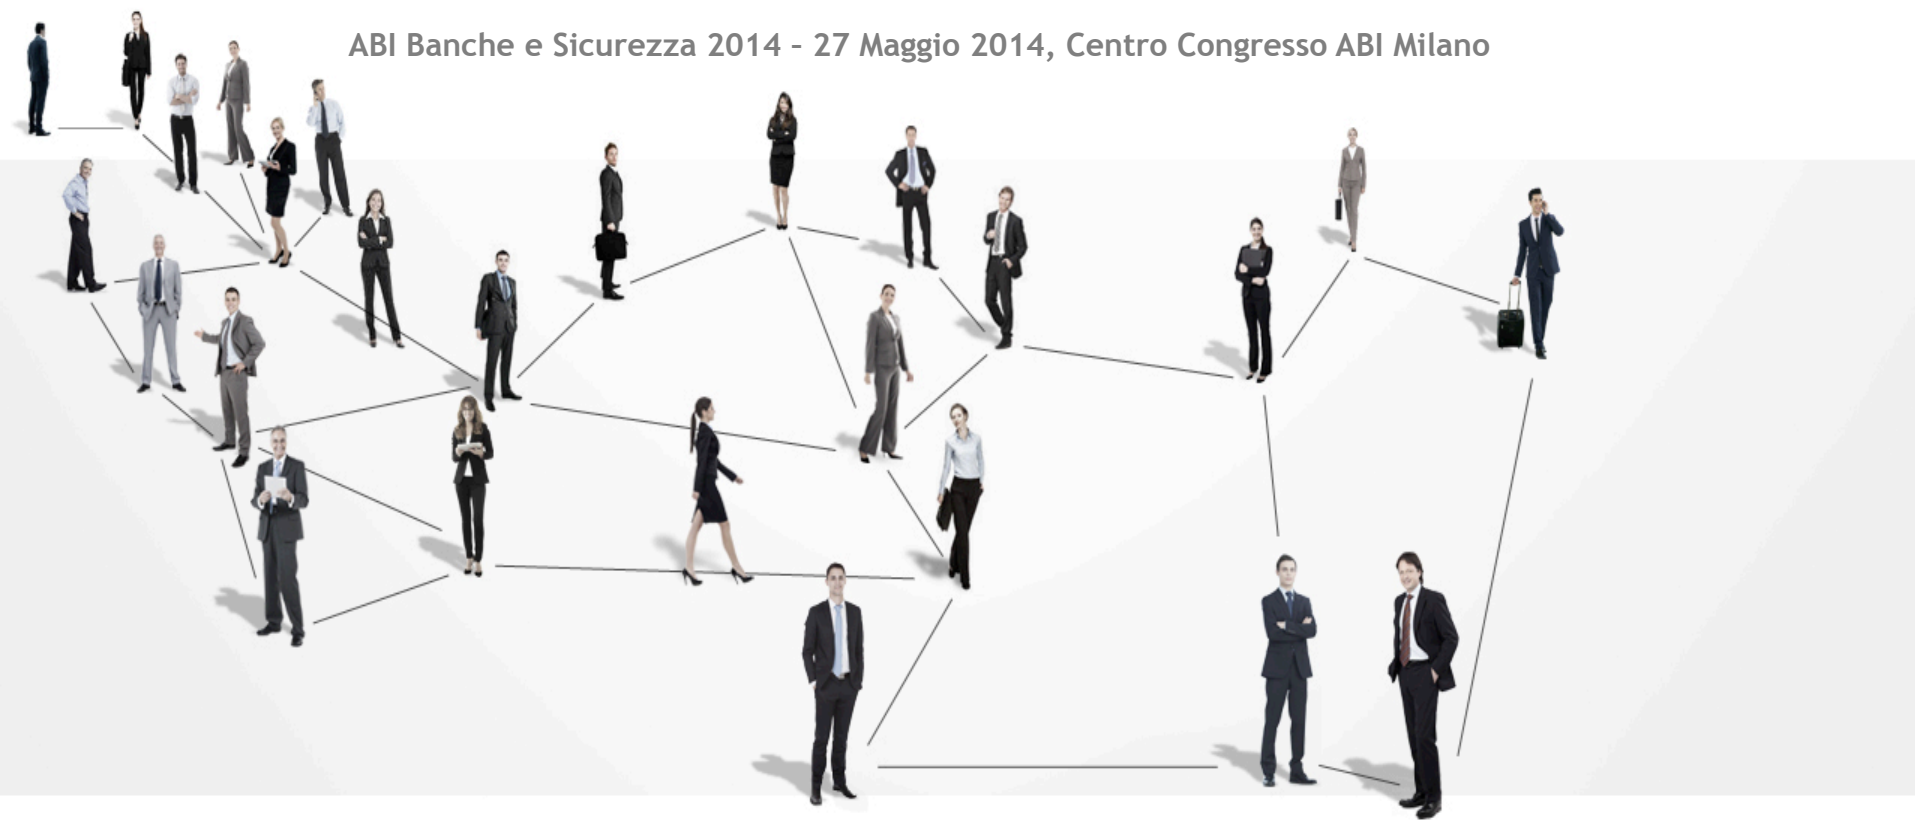 ABI Banche e Sicurezza 2014 – 27 Maggio 2014, Centro Congresso ABI Milano